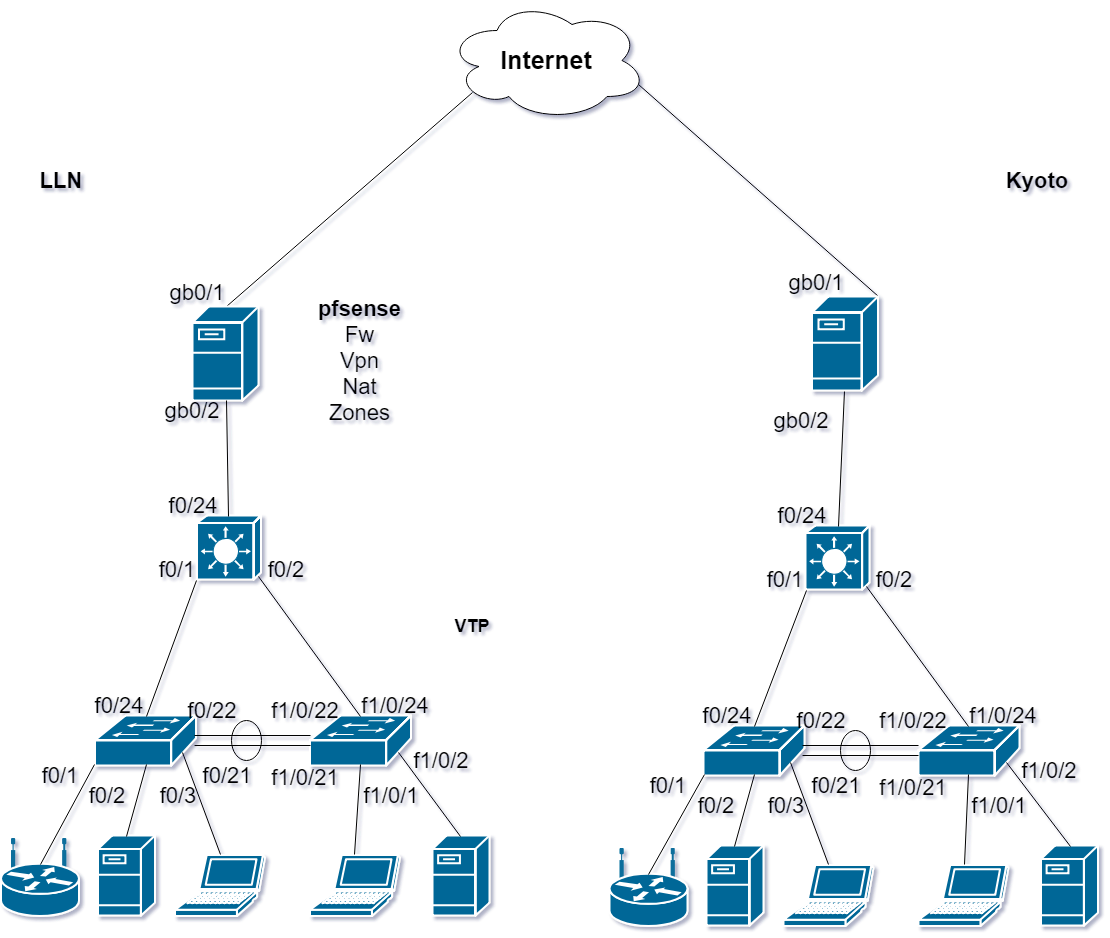 Internet
LLN
Kyoto
gb0/1
pfsense
Fw
Vpn
Nat
Zones
gb0/1
gb0/2
gb0/2
f0/24
f0/24
f0/1
f0/2
f0/1
f0/2
VTP
f0/24
f0/22
f1/0/22
f1/0/24
f0/24
f0/22
f1/0/22
f1/0/24
f0/1
f0/2
f0/3
f0/21
f1/0/21
f1/0/1
f1/0/2
f0/1
f0/2
f0/3
f0/21
f1/0/21
f1/0/1
f1/0/2